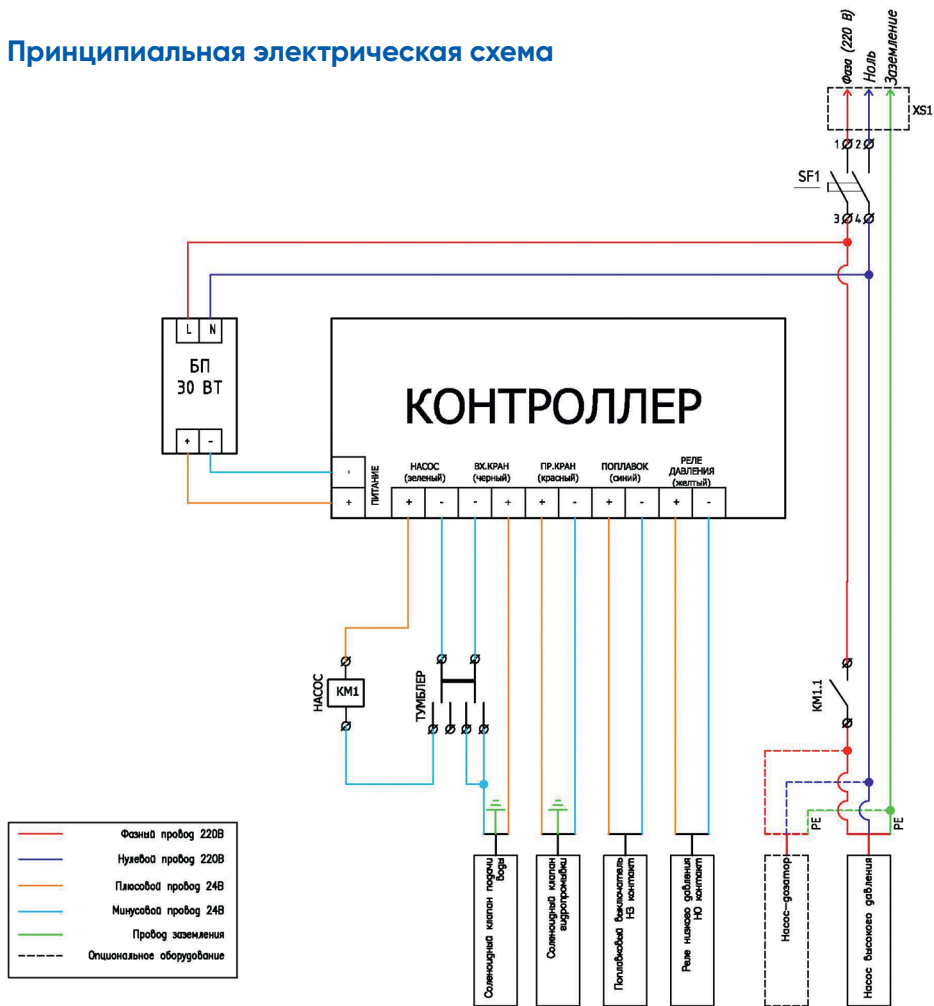 Принципиальная электрическая схема
Фаза (220 В)
Ноль
Заземление
XS1
1 2
SF1
3 4
L N
БП
30 ВТ
+ -
КОНТРОЛЛЕР
-
+
ПИТАНИЕ
НАСОС
(зеленый)
ВХ.КРАН
(черный)
ПР.КРАН
(красный)
ПОПЛАВОК
(синий)
РЕЛЕ
ДАВЛЕНИЯ
(желтый)
+ - - + + - + - + -
НАСОС
КМ1
ТУМБЛЕР
КМ1.1
PE
PE
Фазный провод 220В
Нулевой провод 220В
Плюсовой провод 24В
Минусовой провод 24В
Провод заземления
Опциональное оборудование
Соленоидный клапан подачи
воды
Соленоидный клапан
гидропромывки
Поплавковый выключатель
НЗ контакт
Реле низкого давления
НО контакт
Насос-дозатор
Насос высокого давления